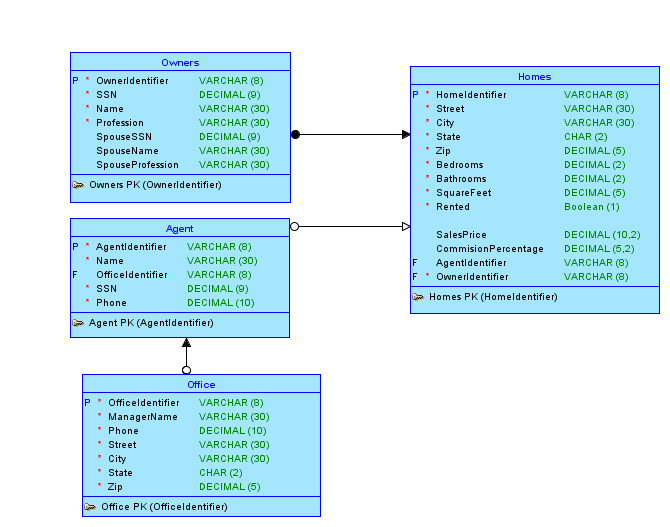 Owners
P * OwnerIdentifier VARCHAR (8)
* SSN DECIMAL (9)
* Name VARCHAR (30)
* Profession VARCHAR (30)
SpouseSSN DECIMAL (9)
SpouseName VARCHAR (30)
SpouseProfession VARCHAR (30)
Owners PK (OwnerIdentifier)
Homes
P * HomeIdentifier VARCHAR (8)
* Street VARCHAR (30)
* City VARCHAR (30)
* State CHAR (2)
* Zip DECIMAL (5)
* Bedrooms DECIMAL (2)
* Bathrooms DECIMAL (2)
* SquareFeet DECIMAL (5)
* Rented Boolean (1)
SalesPrice DECIMAL (10,2)
CommisionPercentage DECIMAL (5,2)
F AgentIdentifier VARCHAR (8)
F * OwnerIdentifier VARCHAR (8)
Homes PK (HomeIdentifier)
Agent
P * AgentIdentifier VARCHAR (8)
* Name VARCHAR (30)
F OfficeIdentifier VARCHAR (8)
* SSN DECIMAL (9)
* Phone DECIMAL (10)
Agent PK (AgentIdentifier)
Office
P * OfficeIdentifier VARCHAR (8)
* ManagerName VARCHAR (30)
* Phone DECIMAL (10)
* Street VARCHAR (30)
* City VARCHAR (30)
* State CHAR (2)
* Zip DECIMAL (5)
Office PK (OfficeIdentifier)